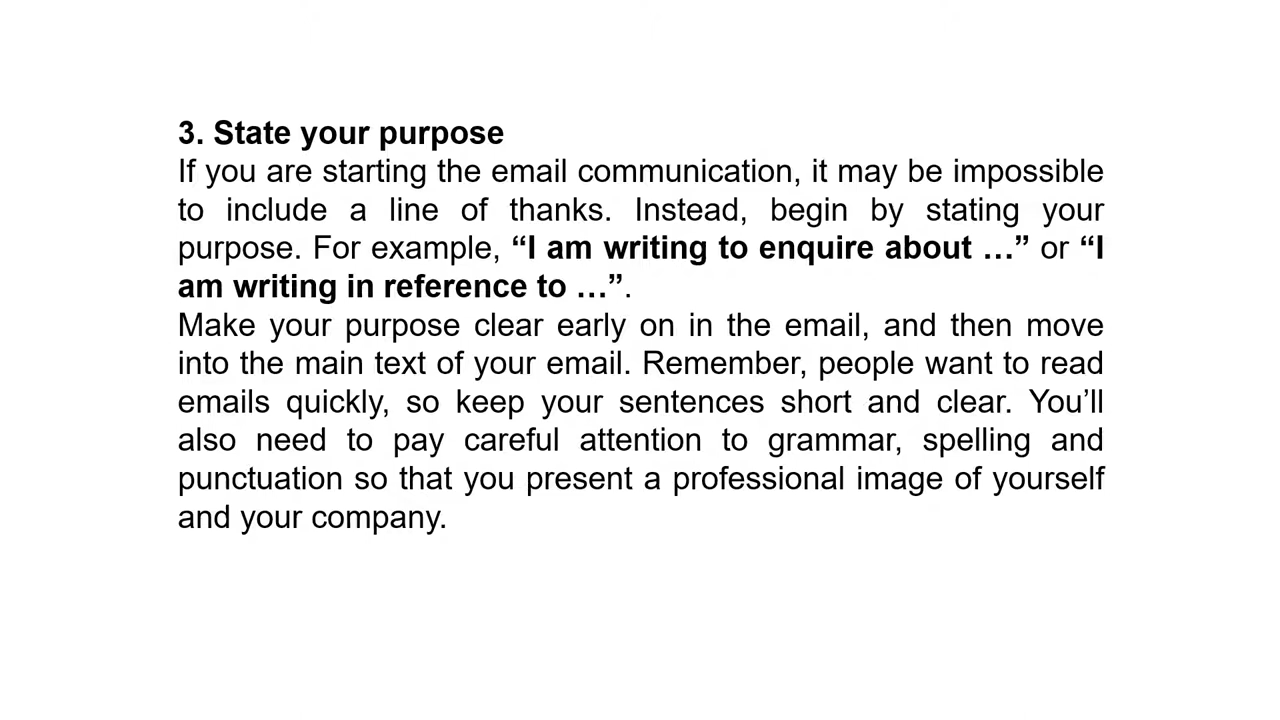 3. State your purpose
If you are starting the email communication, it may be impossible
to include a line of thanks. Instead, begin by stating your
purpose. For example, “I am writing to enquire about …” or “I
am writing in reference to …”.
Make your purpose clear early on in the email, and then move
into the main text of your email. Remember, people want to read
emails quickly, so keep your sentences short and clear. You’ll
also need to pay careful attention to grammar, spelling and
punctuation so that you present a professional image of yourself
and your company.